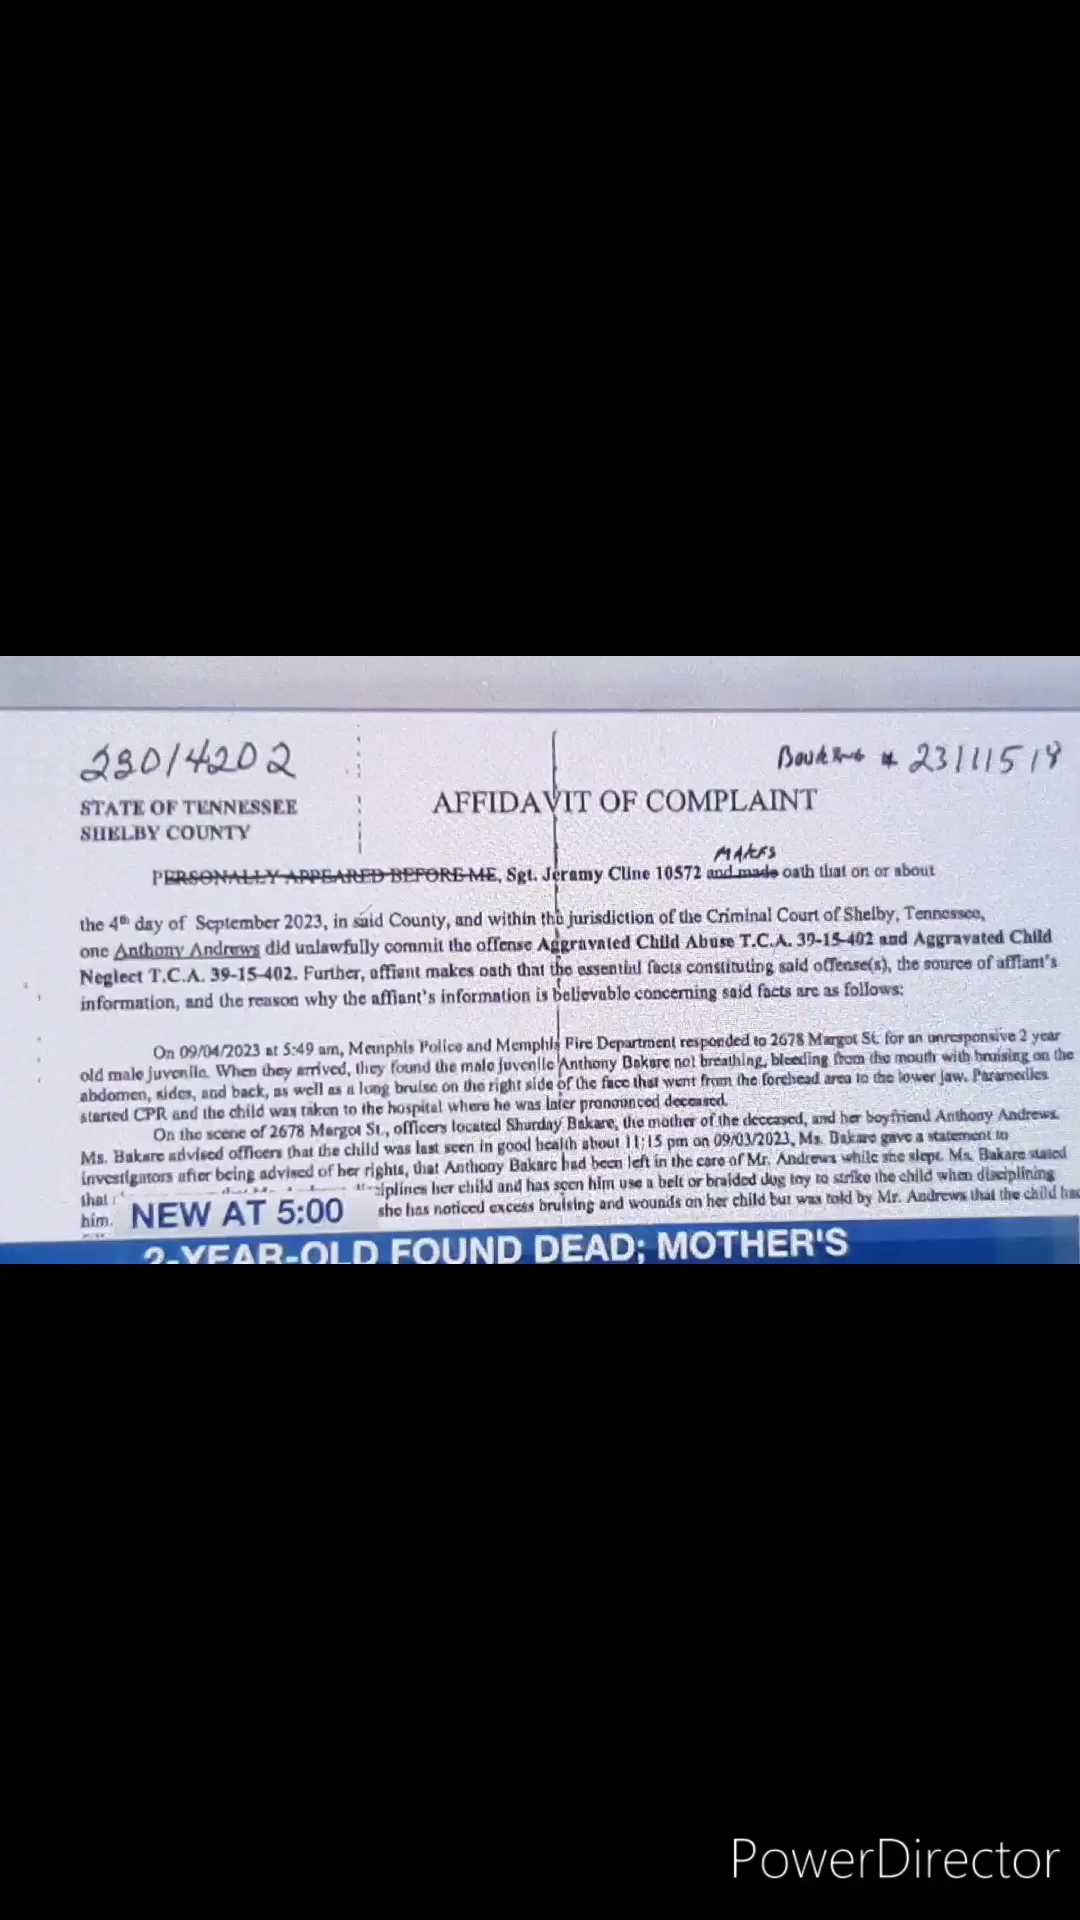 23014202
Booking # 23111518
STATE OF TENNESSEE
SHELBY COUNTY
AFFIDAVIT OF COMPLAINT
MAKES
PERSONALLY APPEARED BEFORE ME, Sgt. Jeramy Cline 10572 and made oath that on or about
the 4th day of September 2023, in said County, and within the jurisdiction of the Criminal Court of Shelby, Tennessee,
one Anthony Andrews did unlawfully commit the offense Aggravated Child Abuse T.C.A. 39-15-402 and Aggravated Child
Neglect T.C.A. 39-15-402. Further, affiant makes oath that the essential facts constituting said offense(s), the source of affiant's
information, and the reason why the affiant's information is believable concerning said facts are as follows:
On 09/04/2023 at 5:49 am, Memphis Police and Memphis Fire Department responded to 2678 Margot St. for an unresponsive 2 year
old male juvenile. When they arrived, they found the male juvenile Anthony Bakare not breathing, bleeding from the mouth with bruising on the
abdomen, sides, and back, as well as a long bruise on the right side of the face that went from the forehead area to the lower jaw. Paramedics
started CPR and the child was taken to the hospital where he was later pronounced deceased.
On the scene of 2678 Margot St., officers located Shurday Bakare, the mother of the deceased, and her boyfriend Anthony Andrews.
Ms. Bakare advised officers that the child was last seen in good health about 11:15 pm on 09/03/2023, Ms. Bakare gave a statement to
investigators after being advised of her rights, that Anthony Bakare had been left in the care of Mr. Andrews while she slept. Ms. Bakare stated
that her child and has seen him use a belt or braided dog toy to strike the child when disciplining
him. she has noticed excess bruising and wounds on her child but was told by Mr. Andrews that the child had
NEW AT 5:00
2-YEAR-OLD FOUND DEAD; MOTHER'S
PowerDirector